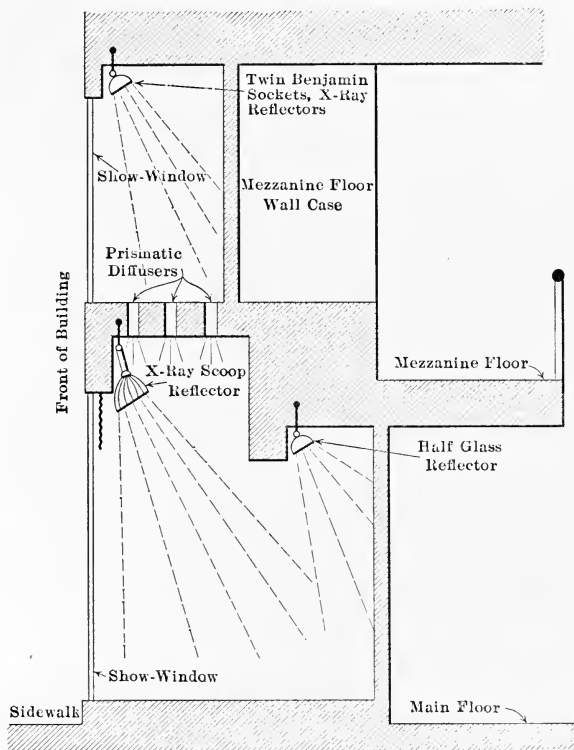 Twin Benjamin
Sockets, X-Ray
Reflectors
Show-Window
Mezzanine Floor
Wall Case
Prismatic
Diffusers
Front of Building
X-Ray Scoop
Reflector
Mezzanine Floor
Half Glass
Reflector
Show-Window
Sidewalk
Main Floor